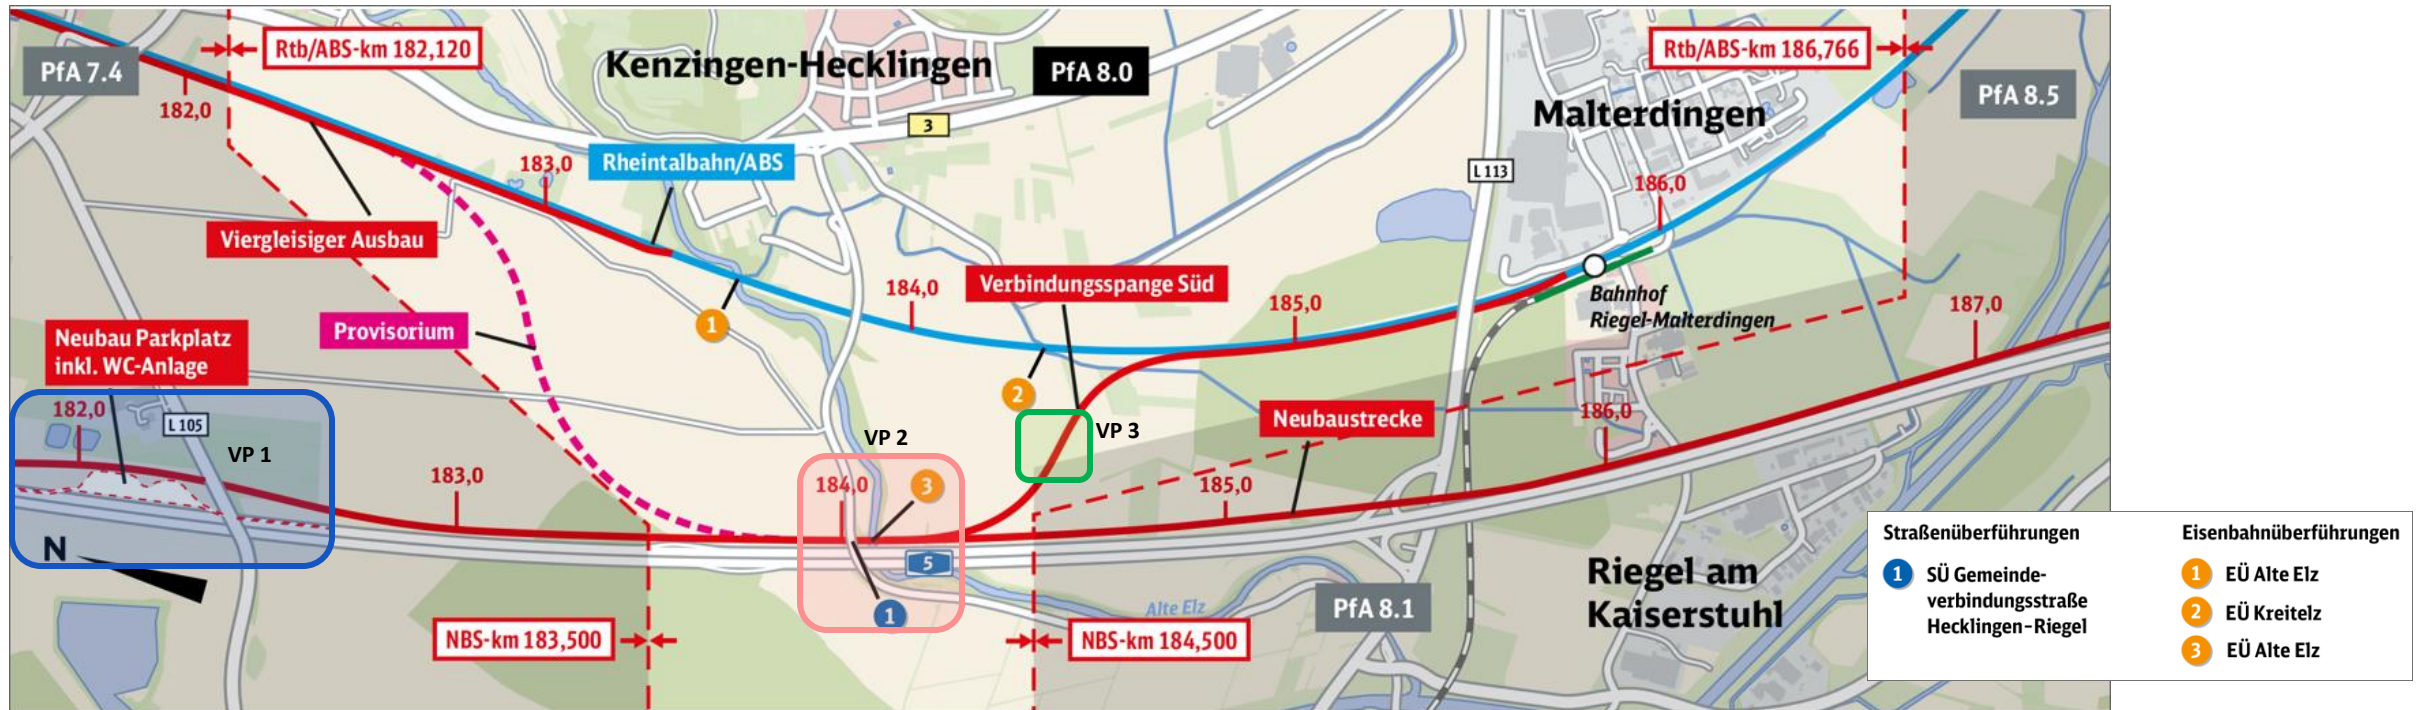 PfA 7.4
Rtb/ABS-km 182,120
Kenzingen-Hecklingen
PfA 8.0
Rtb/ABS-km 186,766
PfA 8.5
182,0
3
Malterdingen
183,0
Rheintalbahn/ABS
L 113
186,0
Viergleisiger Ausbau
184,0
Verbindungsspange Süd
185,0
Bahnhof
Riegel-Malterdingen
187,0
Neubau Parkplatz
inkl. WC-Anlage
Provisorium
1
2
182,0
L 105
VP 1
VP 2
VP 3
Neubaustrecke
186,0
183,0
184,0
3
185,0
N
5
1
Alte Elz
NBS-km 183,500
NBS-km 184,500
PfA 8.1
Riegel am
Kaiserstuhl
Straßenüberführungen
1 SÜ Gemeinde-
verbindungsstraße
Hecklingen–Riegel
Eisenbahnüberführungen
1 EÜ Alte Elz
2 EÜ Kreitelz
3 EÜ Alte Elz